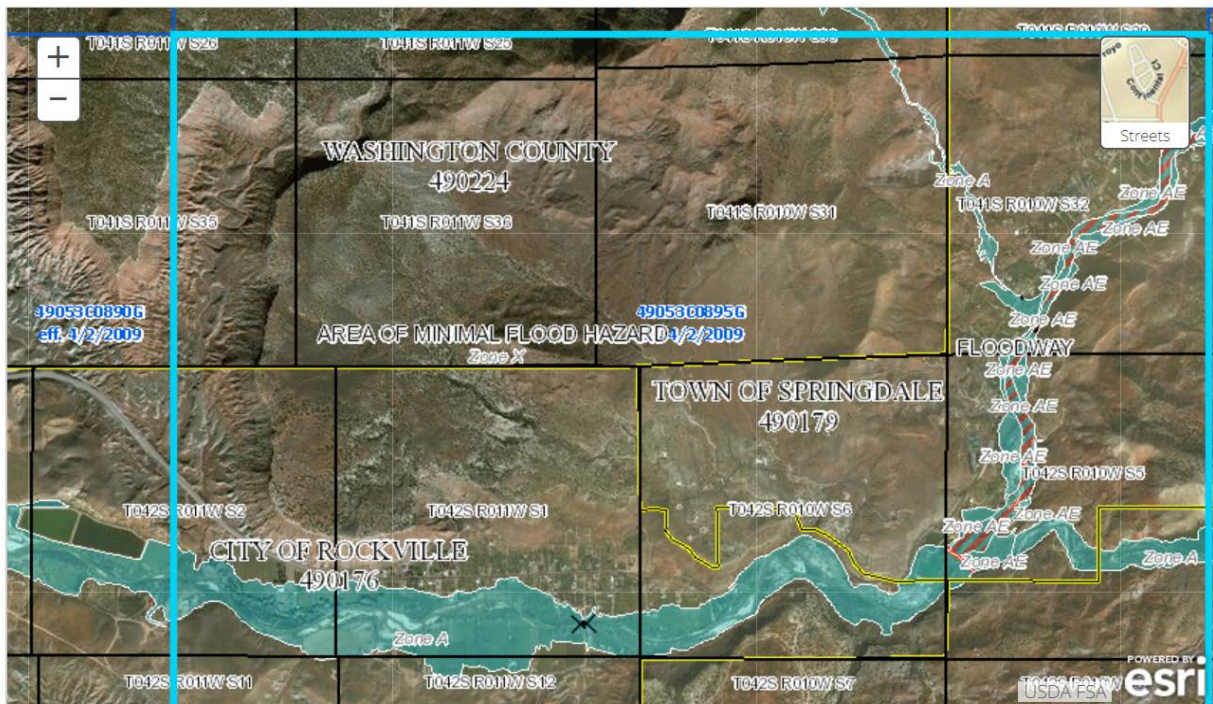 T041S R011W S26
T041S R011W S25
+
−
royo
Continental Ct
Streets
WASHINGTON COUNTY
490224
Zone A
Zone AE
T041S R010W S32
T041S R011W S35
T041S R011W S36
T041S R010W S31
Zone AE
Zone AE
Zone AE
49053C0890G
eff. 4/2/2009
49053C0895G
4/2/2009
AREA OF MINIMAL FLOOD HAZARD
Zone X
Zone AE
FLOODWAY
Zone AE
TOWN OF SPRINGDALE
490179
Zone AE
Zone AE
T042S R010W S5
T042S R011W S2
T042S R011W S1
T042S R010W S6
Zone AE
Zone AE
CITY OF ROCKVILLE
490176
Zone AE
Zone A
Zone A
T042S R011W S11
T042S R011W S12
T042S R010W S7
POWERED BY
esri
USDA FSA